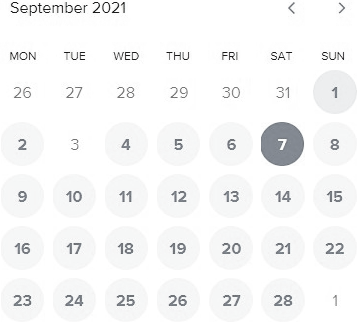 September 2021
MON TUE WED THU FRI SAT SUN
26 27 28 29 30 31 1
2 3 4 5 6 7 8
9 10 11 12 13 14 15
16 17 18 19 20 21 22
23 24 25 26 27 28 1